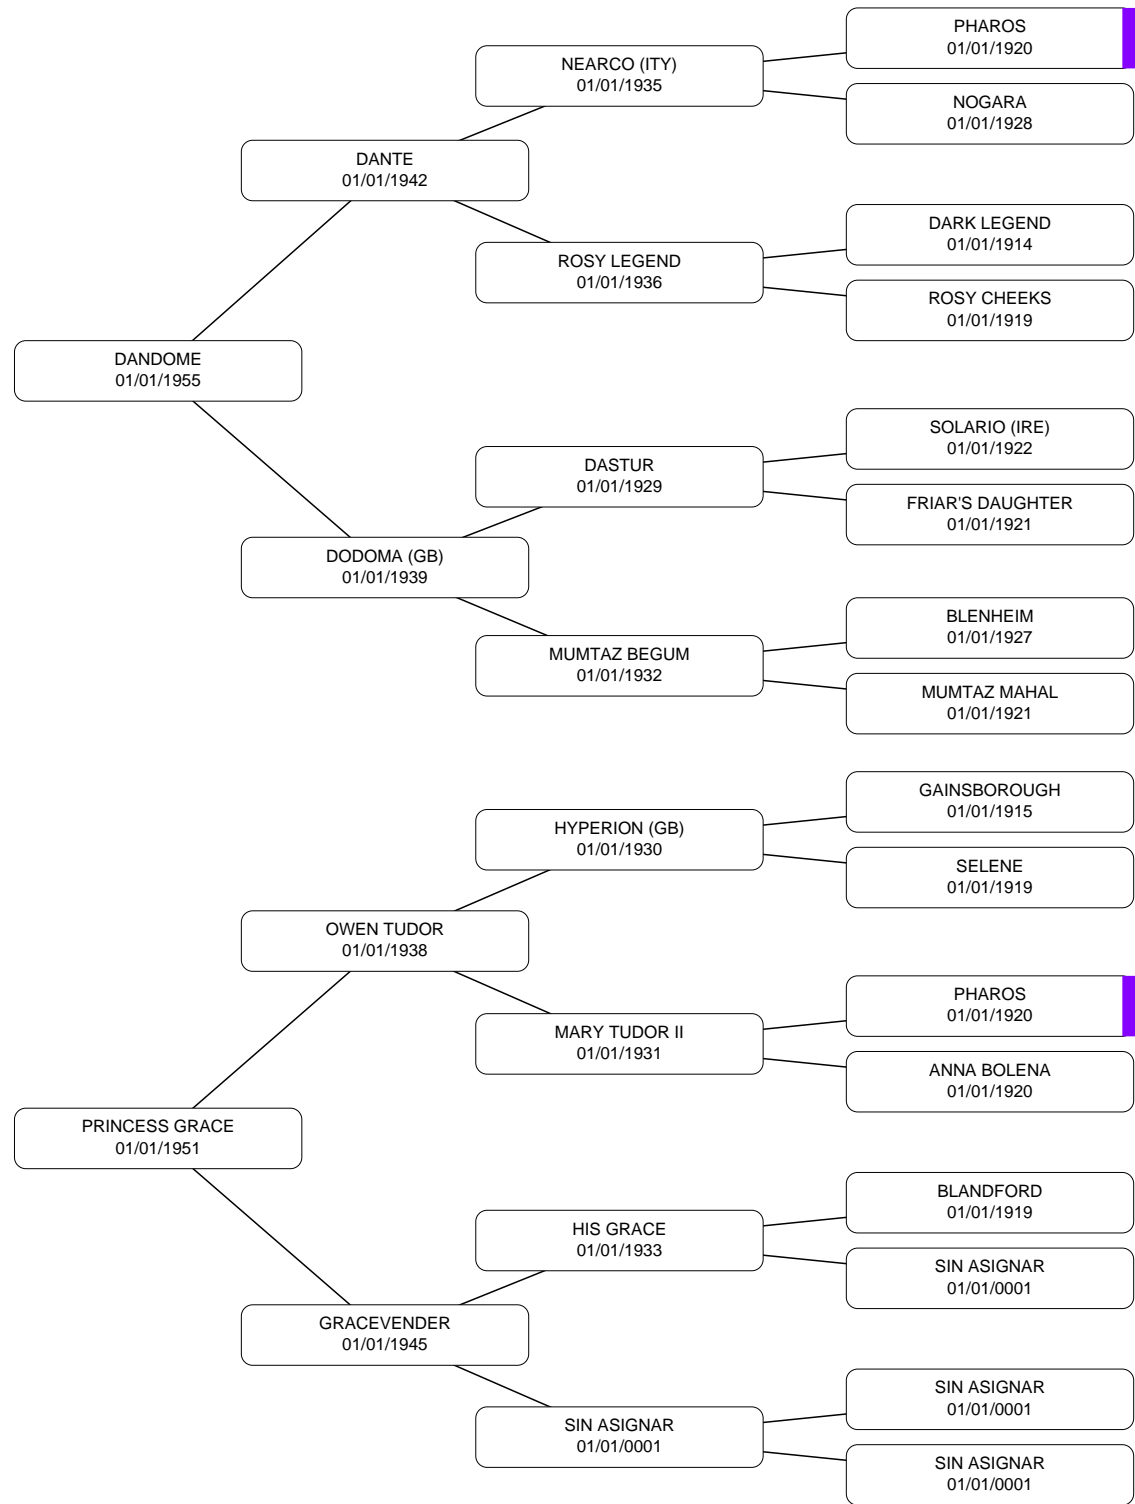 PHAROS
01/01/1920
NEARCO (ITY)
01/01/1935
NOGARA
01/01/1928
DANTE
01/01/1942
DARK LEGEND
01/01/1914
ROSY LEGEND
01/01/1936
ROSY CHEEKS
01/01/1919
DANDOME
01/01/1955
SOLARIO (IRE)
01/01/1922
DASTUR
01/01/1929
FRIAR'S DAUGHTER
01/01/1921
DODOMA (GB)
01/01/1939
BLENHEIM
01/01/1927
MUMTAZ BEGUM
01/01/1932
MUMTAZ MAHAL
01/01/1921
GAINSBOROUGH
01/01/1915
HYPERION (GB)
01/01/1930
SELENE
01/01/1919
OWEN TUDOR
01/01/1938
PHAROS
01/01/1920
MARY TUDOR II
01/01/1931
ANNA BOLENA
01/01/1920
PRINCESS GRACE
01/01/1951
BLANDFORD
01/01/1919
HIS GRACE
01/01/1933
SIN ASIGNAR
01/01/0001
GRACEVENDER
01/01/1945
SIN ASIGNAR
01/01/0001
SIN ASIGNAR
01/01/0001
SIN ASIGNAR
01/01/0001